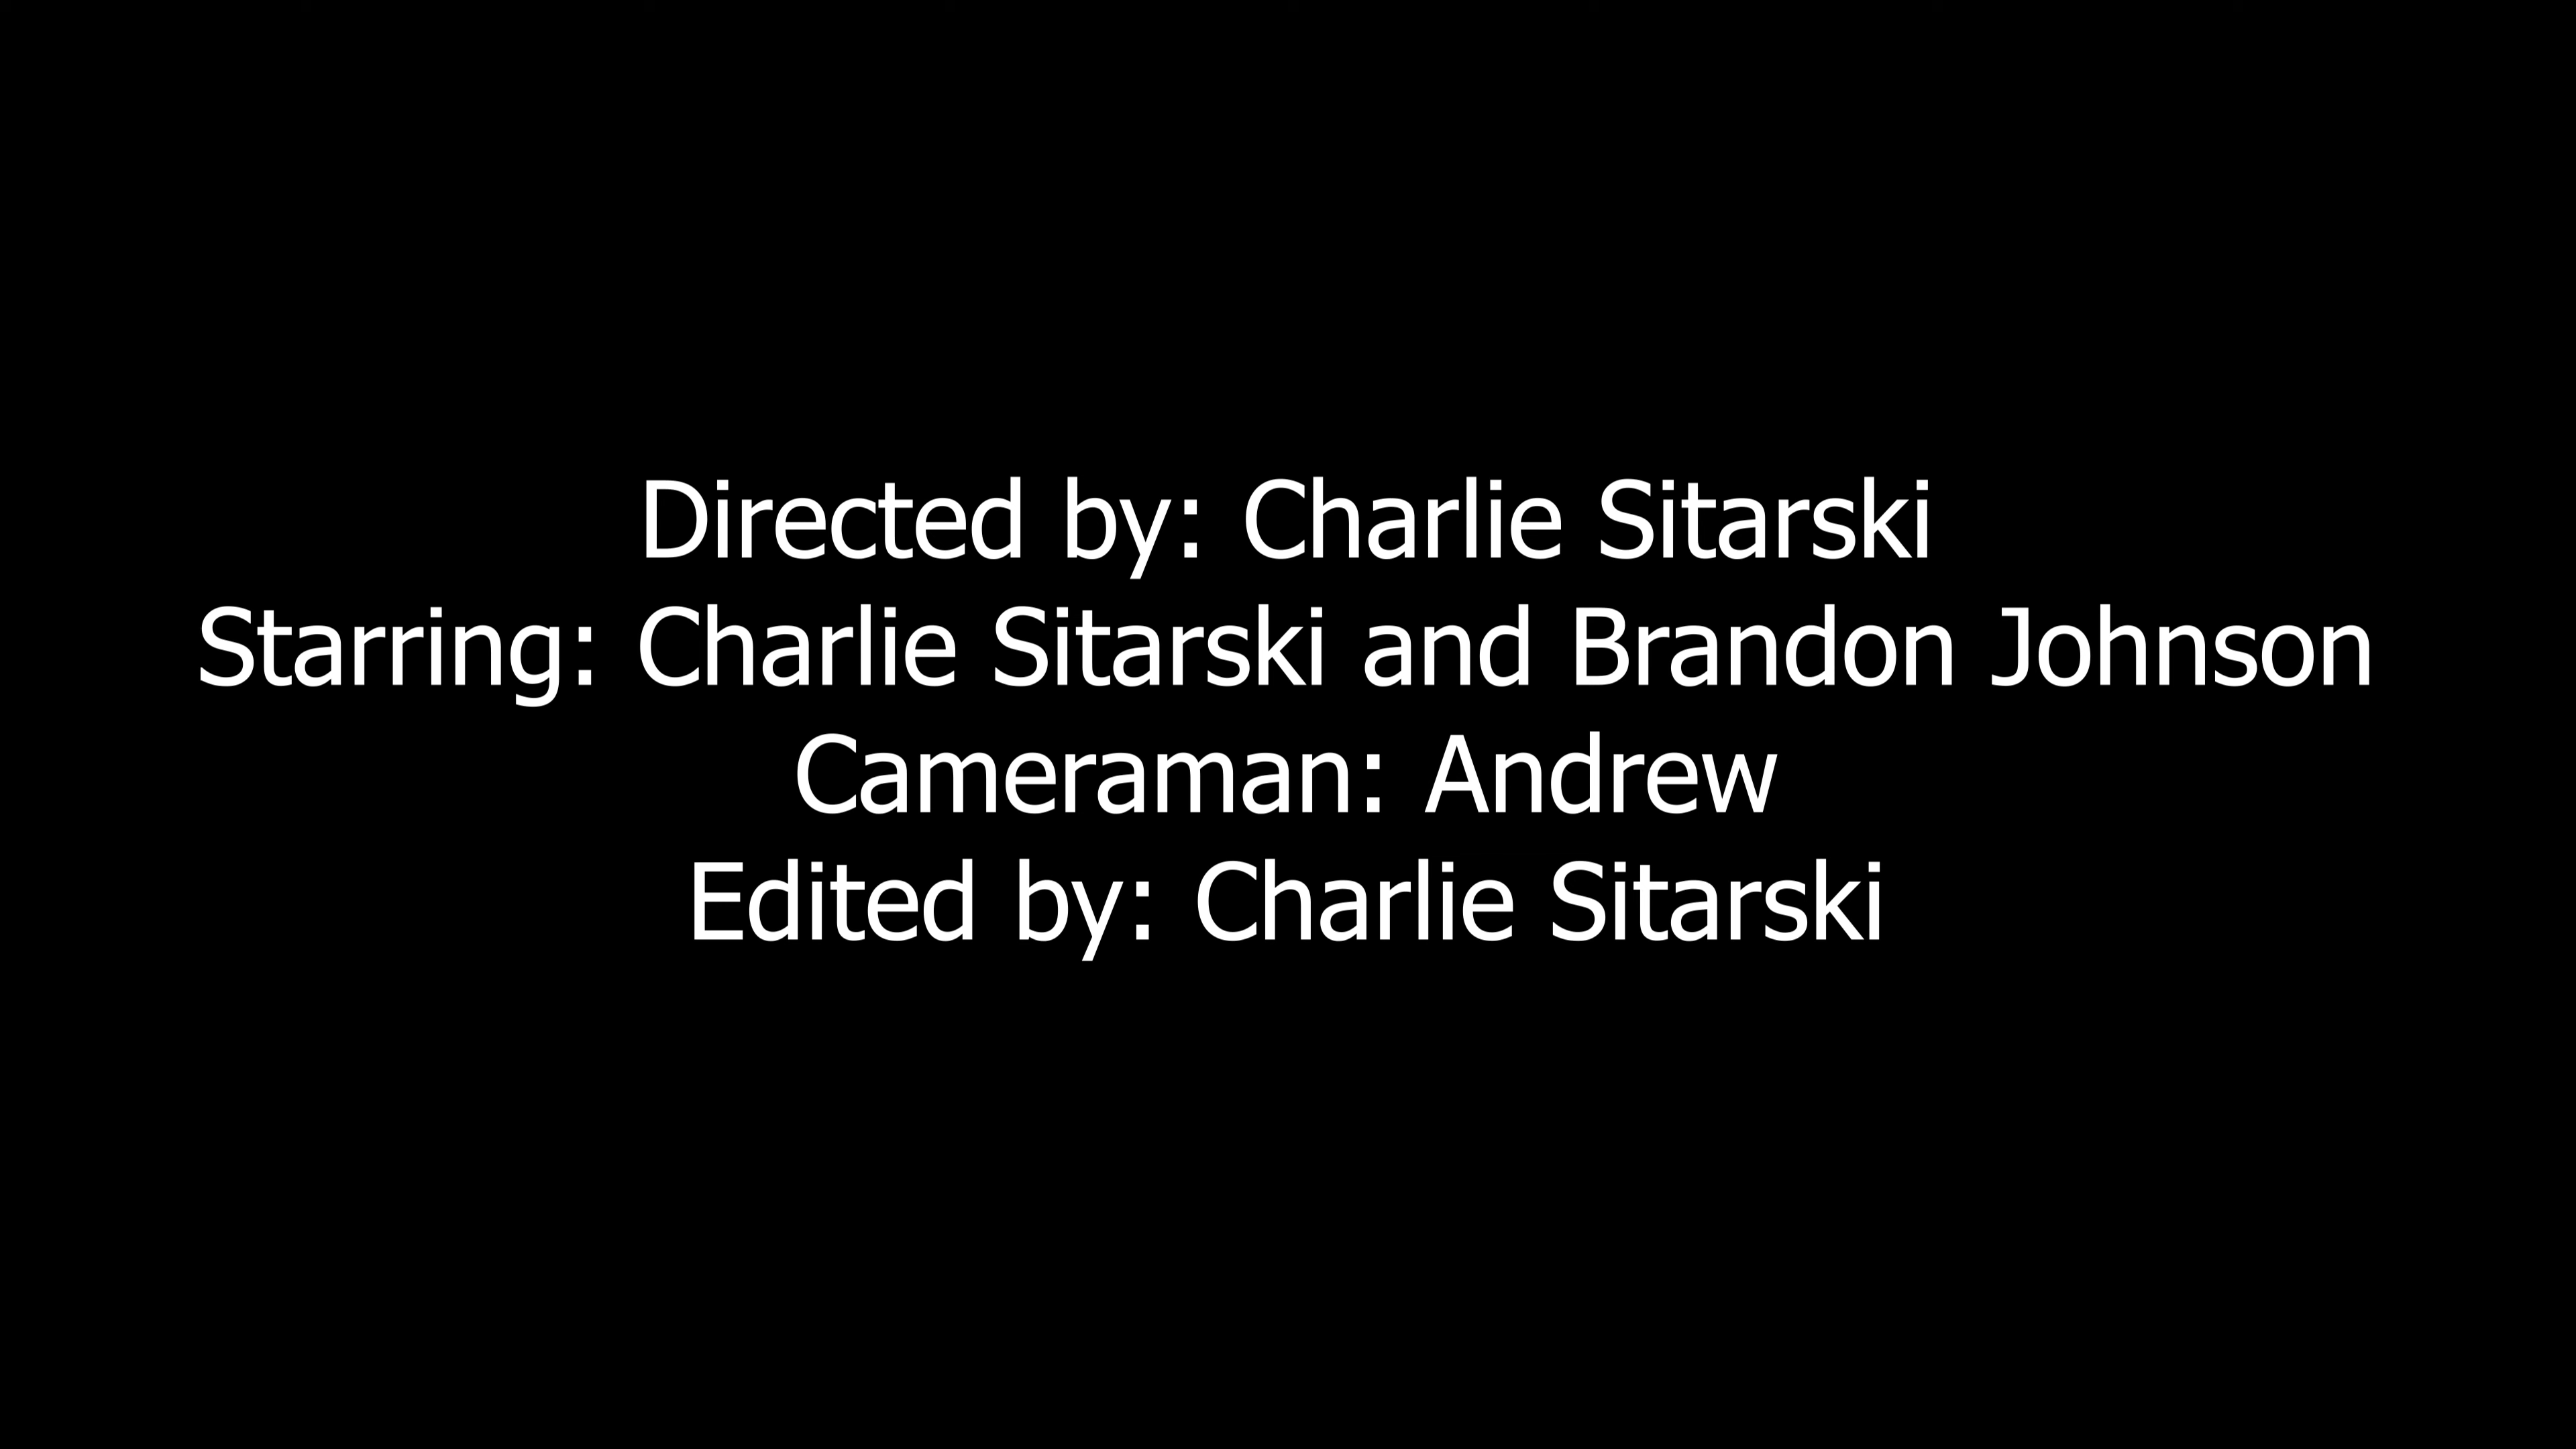 Directed by: Charlie Sitarski
Starring: Charlie Sitarski and Brandon Johnson
Cameraman: Andrew
Edited by: Charlie Sitarski